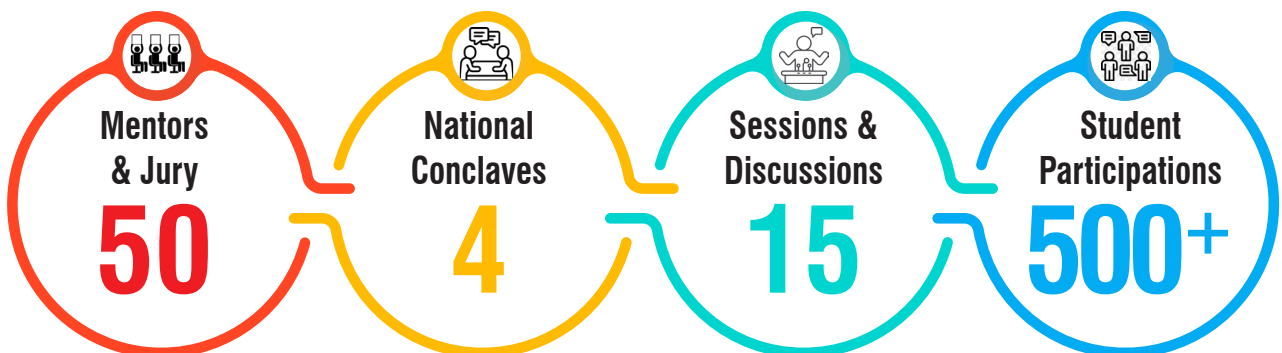 Mentors
& Jury
50
National
Conclaves
4
Sessions &
Discussions
15
Student
Participations
500+